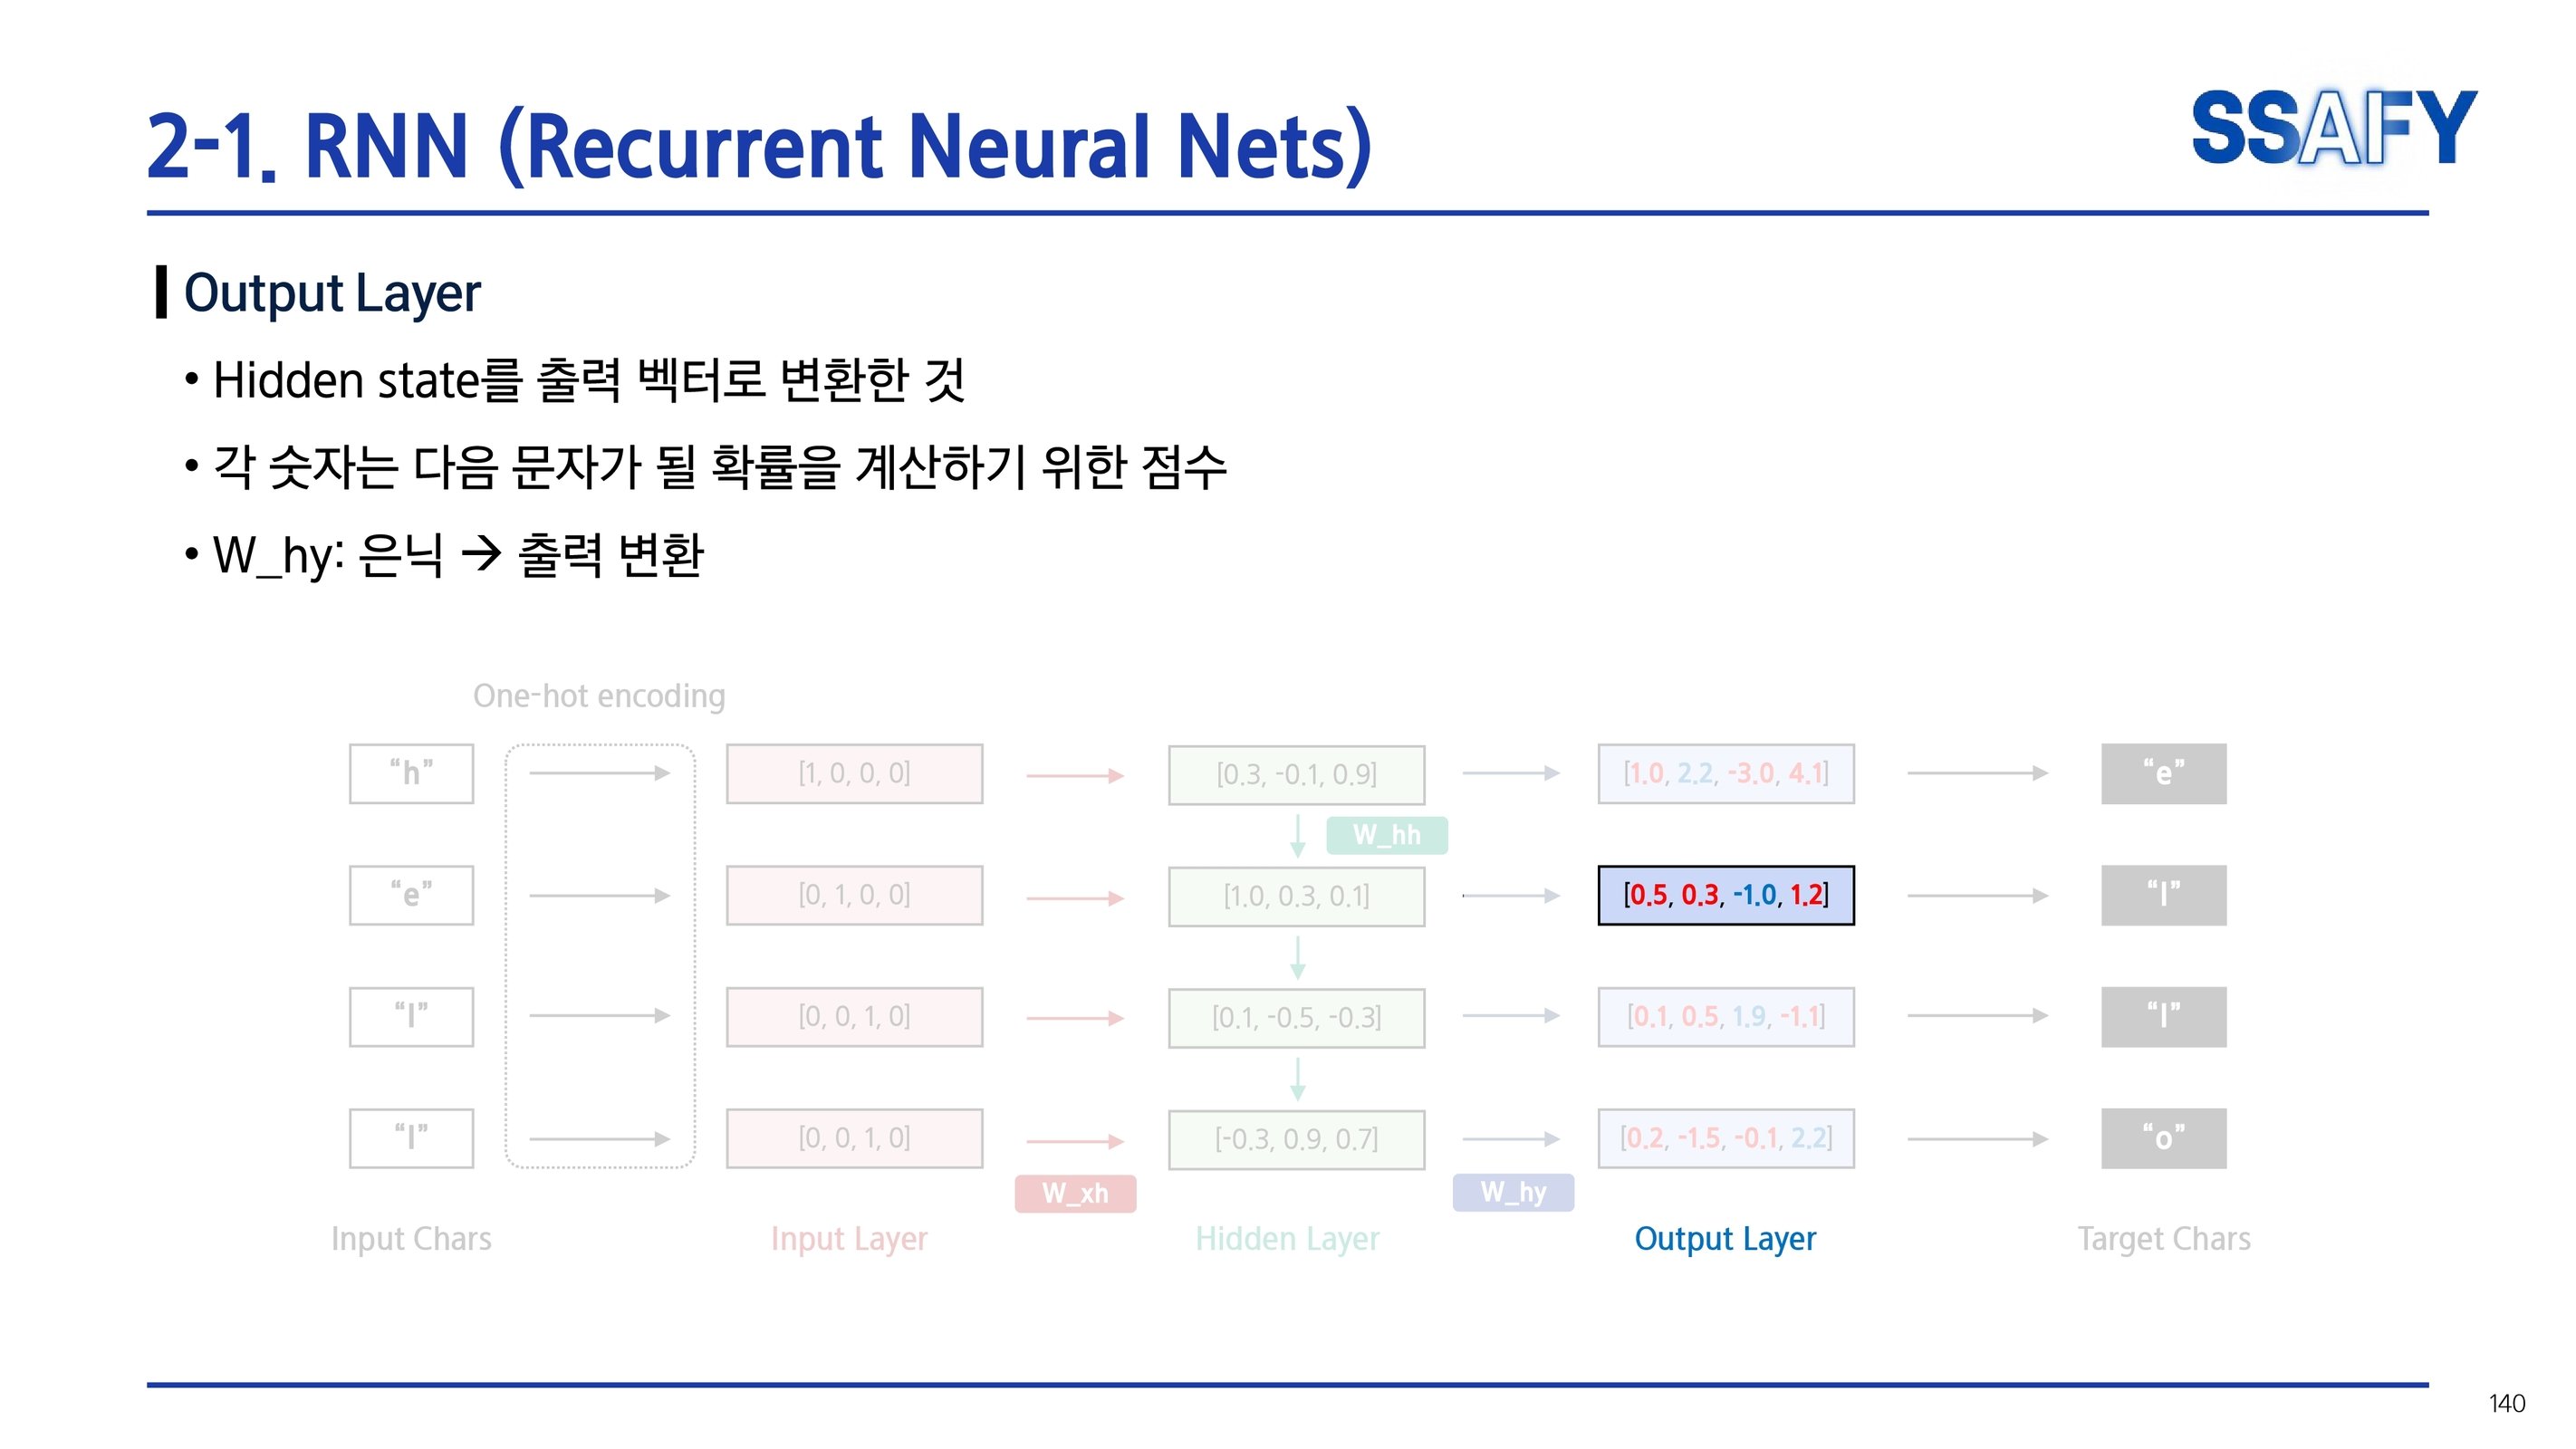 2-1. RNN (Recurrent Neural Nets)
SSAFY
Output Layer
• Hidden state를 출력 벡터로 변환한 것
• 각 숫자는 다음 문자가 될 확률을 계산하기 위한 점수
• W_hy: 은닉 → 출력 변환
One-hot encoding
“h” [1, 0, 0, 0] [0.3, -0.1, 0.9] [1.0, 2.2, -3.0, 4.1] “e”
W_hh
“e” [0, 1, 0, 0] [1.0, 0.3, 0.1] [0.5, 0.3, -1.0, 1.2] “l”
“l” [0, 0, 1, 0] [0.1, -0.5, -0.3] [0.1, 0.5, 1.9, -1.1] “l”
“l” [0, 0, 1, 0] [-0.3, 0.9, 0.7] [0.2, -1.5, -0.1, 2.2] “o”
W_xh W_hy
Input Chars Input Layer Hidden Layer Output Layer Target Chars
140